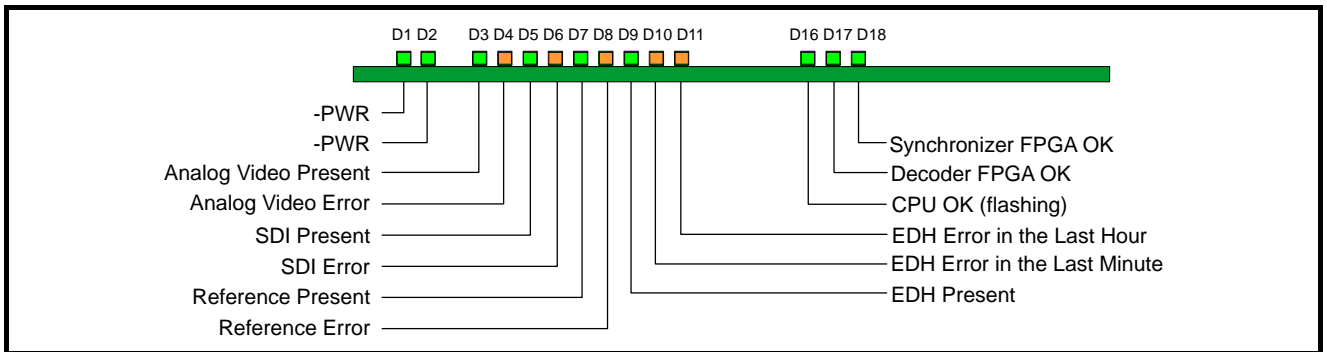 D1 D2 D3 D4 D5 D6 D7 D8 D9 D10 D11 D16 D17 D18
-PWR
-PWR
Analog Video Present
Analog Video Error
SDI Present
SDI Error
Reference Present
Reference Error
Synchronizer FPGA OK
Decoder FPGA OK
CPU OK (flashing)
EDH Error in the Last Hour
EDH Error in the Last Minute
EDH Present